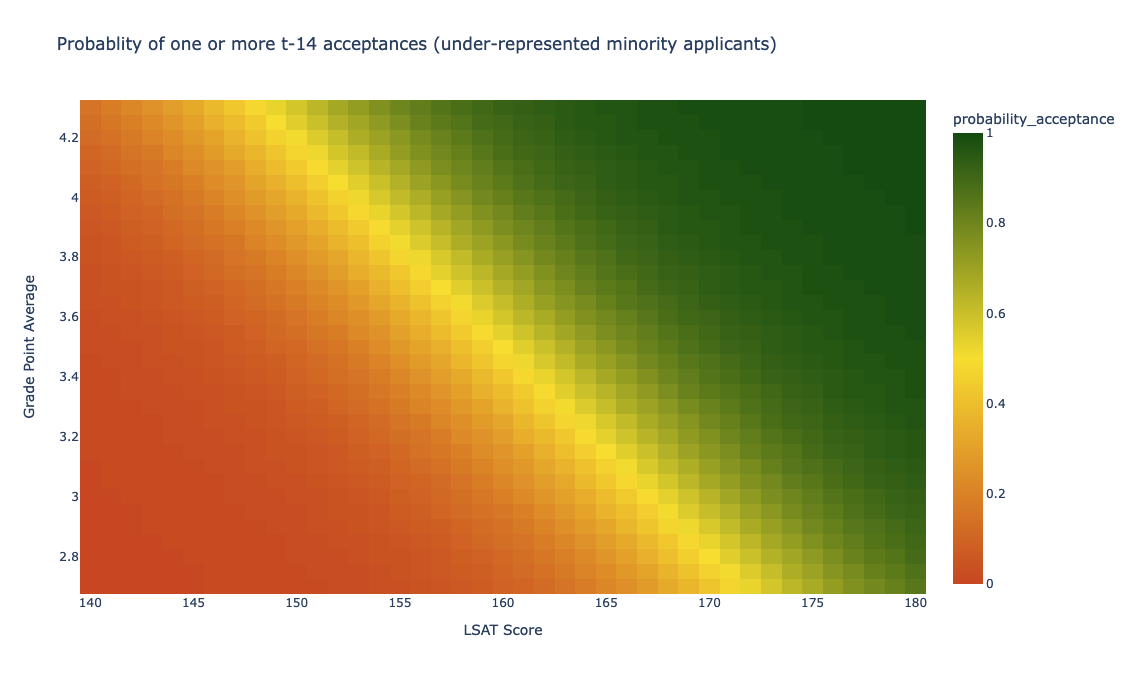 Probablity of one or more t-14 acceptances (under-represented minority applicants)
probability_acceptance
1
0.8
0.6
0.4
0.2
0
Grade Point Average
4.2
4
3.8
3.6
3.4
3.2
3
2.8
140 145 150 155 160 165 170 175 180
LSAT Score